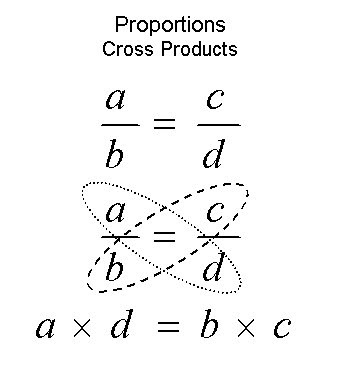 Proportions
Cross Products
a/b = c/d
a/b = c/d
a × d = b × c